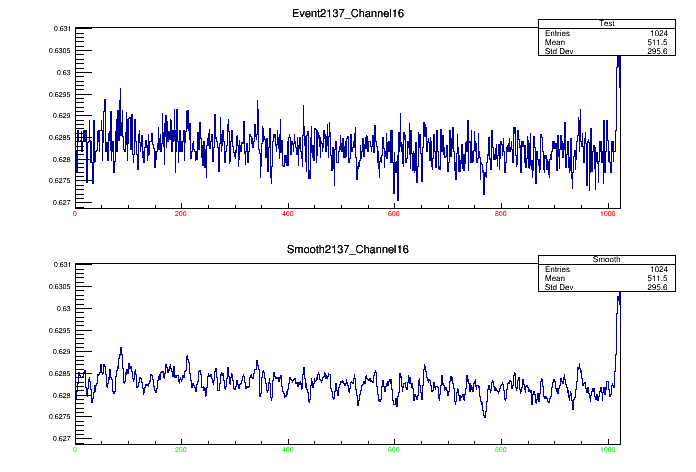 Event2137_Channel16
Test
Entries 1024
Mean 511.5
Std Dev 295.6
0.631
0.6305
0.63
0.6295
0.629
0.6285
0.628
0.6275
0.627
0 200 400 600 800 1000
Smooth2137_Channel16
Smooth
Entries 1024
Mean 511.5
Std Dev 295.6
0.631
0.6305
0.63
0.6295
0.629
0.6285
0.628
0.6275
0.627
0 200 400 600 800 1000